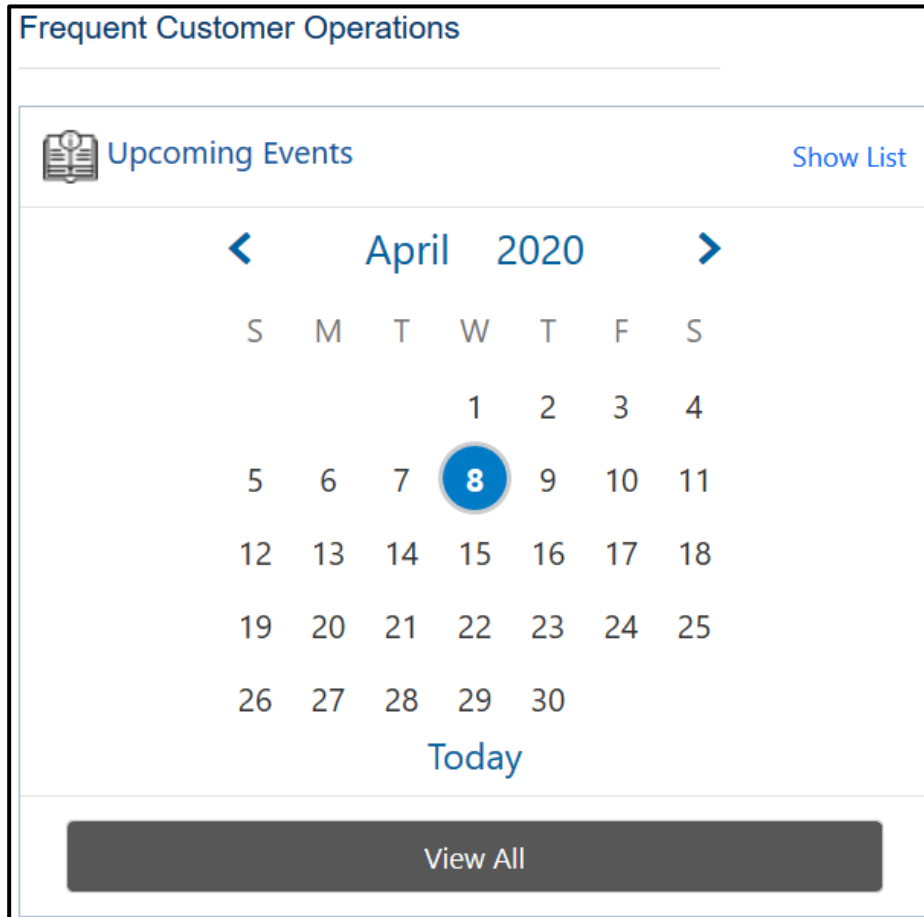 Frequent Customer Operations
Upcoming Events Show List
April 2020
S M T W T F S
1 2 3 4
5 6 7 8 9 10 11
12 13 14 15 16 17 18
19 20 21 22 23 24 25
26 27 28 29 30
Today
View All